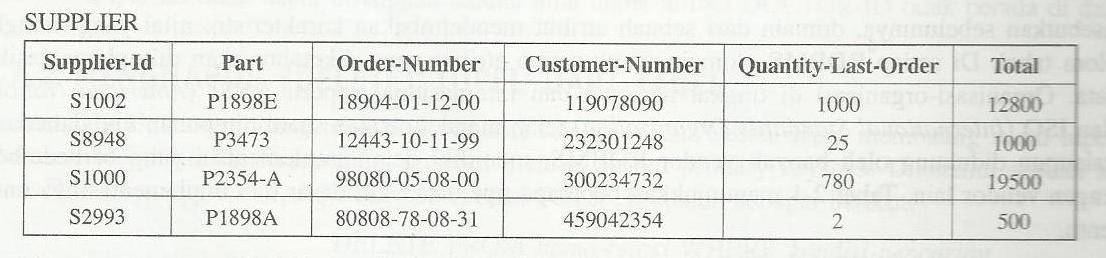 SUPPLIER
Supplier-Id Part Order-Number Customer-Number Quantity-Last-Order Total
S1002 P1898E 18904-01-12-00 119078090 1000 12800
S8948 P3473 12443-10-11-99 232301248 25 1000
S1000 P2354-A 98080-05-08-00 300234732 780 19500
S2993 P1898A 80808-78-08-31 459042354 2 500